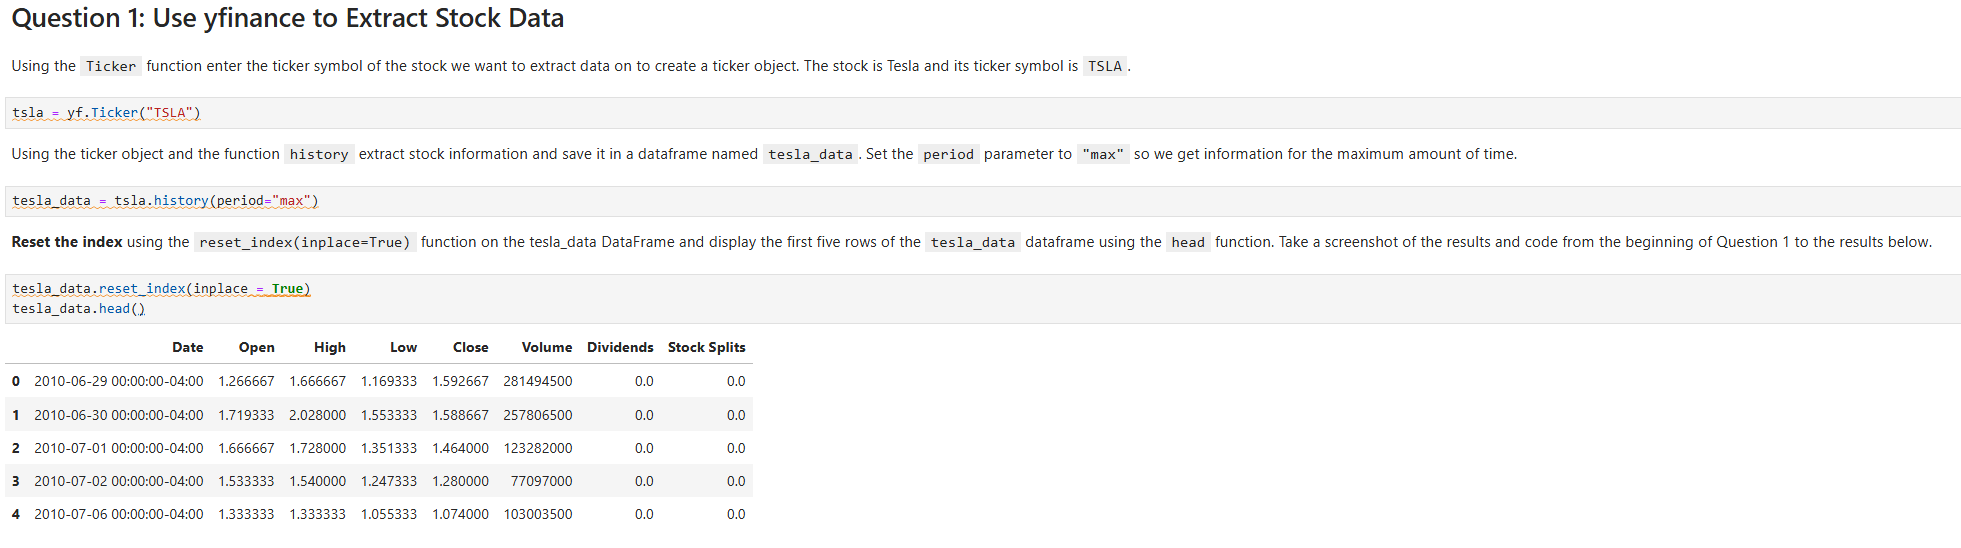 Question 1: Use yfinance to Extract Stock Data
Using the Ticker function enter the ticker symbol of the stock we want to extract data on to create a ticker object. The stock is Tesla and its ticker symbol is TSLA .
tsla = yf.Ticker("TSLA")
Using the ticker object and the function history extract stock information and save it in a dataframe named tesla_data . Set the period parameter to "max" so we get information for the maximum amount of time.
tesla_data = tsla.history(period="max")
Reset the index using the reset_index(inplace=True) function on the tesla_data DataFrame and display the first five rows of the tesla_data dataframe using the head function. Take a screenshot of the results and code from the beginning of Question 1 to the results below.
tesla_data.reset_index(inplace = True)
tesla_data.head()
Date Open High Low Close Volume Dividends Stock Splits
0 2010-06-29 00:00:00-04:00 1.266667 1.666667 1.169333 1.592667 281494500 0.0 0.0
1 2010-06-30 00:00:00-04:00 1.719333 2.028000 1.553333 1.588667 257806500 0.0 0.0
2 2010-07-01 00:00:00-04:00 1.666667 1.728000 1.351333 1.464000 123282000 0.0 0.0
3 2010-07-02 00:00:00-04:00 1.533333 1.540000 1.247333 1.280000 77097000 0.0 0.0
4 2010-07-06 00:00:00-04:00 1.333333 1.333333 1.055333 1.074000 103003500 0.0 0.0